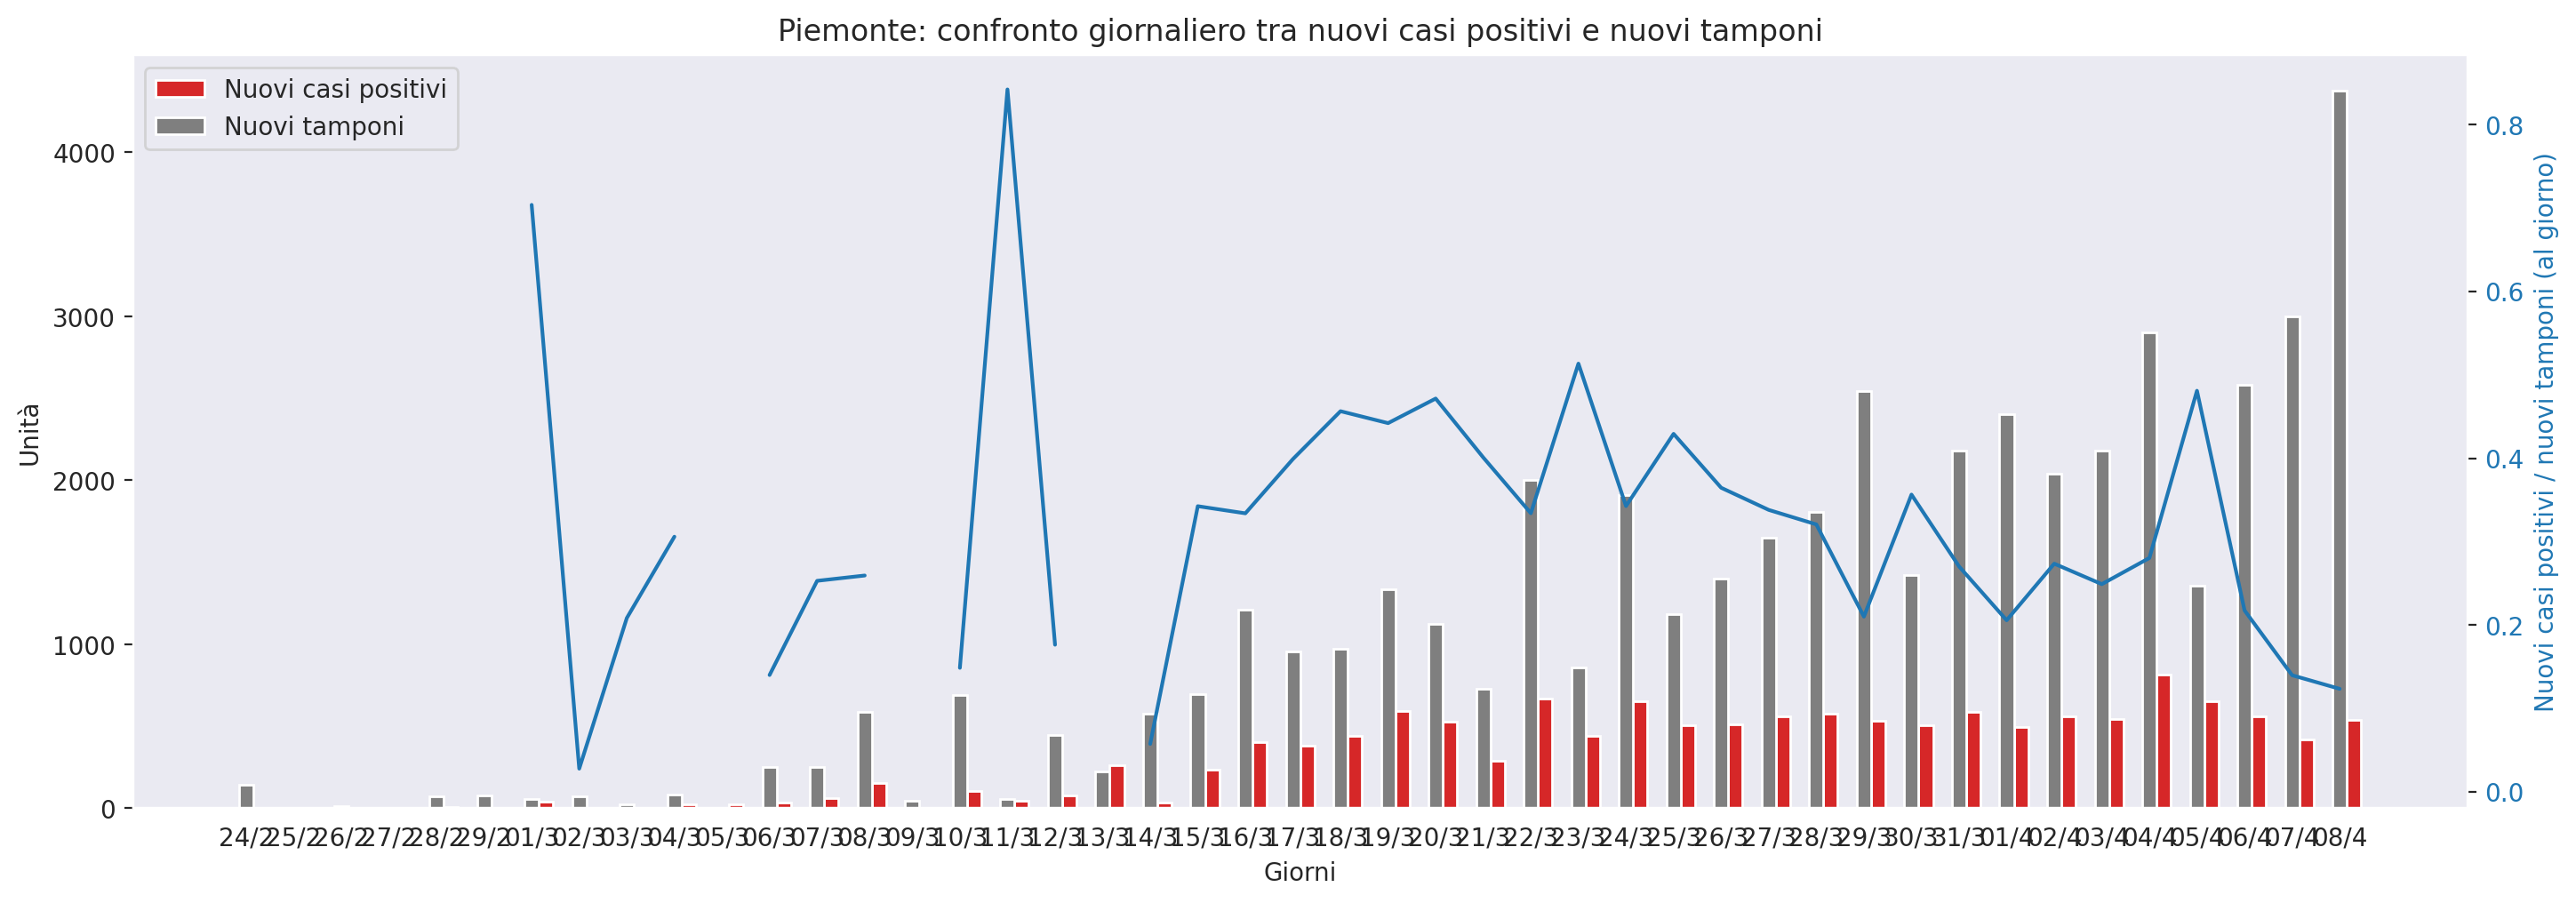 Piemonte: confronto giornaliero tra nuovi casi positivi e nuovi tamponi
Nuovi casi positivi
Nuovi tamponi
Unità
4000
3000
2000
1000
0
0.8
0.6
0.4
0.2
0.0
Nuovi casi positivi / nuovi tamponi (al giorno)
24/2 25/2 26/2 27/2 28/2 29/2 01/3 02/3 03/3 04/3 05/3 06/3 07/3 08/3 09/3 10/3 11/3 12/3 13/3 14/3 15/3 16/3 17/3 18/3 19/3 20/3 21/3 22/3 23/3 24/3 25/3 26/3 27/3 28/3 29/3 30/3 31/3 01/4 02/4 03/4 04/4 05/4 06/4 07/4 08/4
Giorni